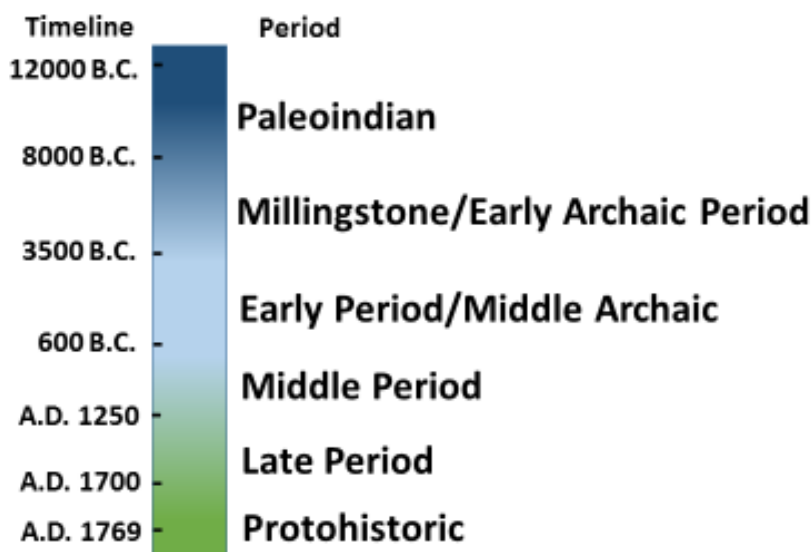 Timeline Period
12000 B.C.
Paleoindian
8000 B.C.
Millingstone/Early Archaic Period
3500 B.C.
Early Period/Middle Archaic
600 B.C.
Middle Period
A.D. 1250
Late Period
A.D. 1700
Protohistoric
A.D. 1769